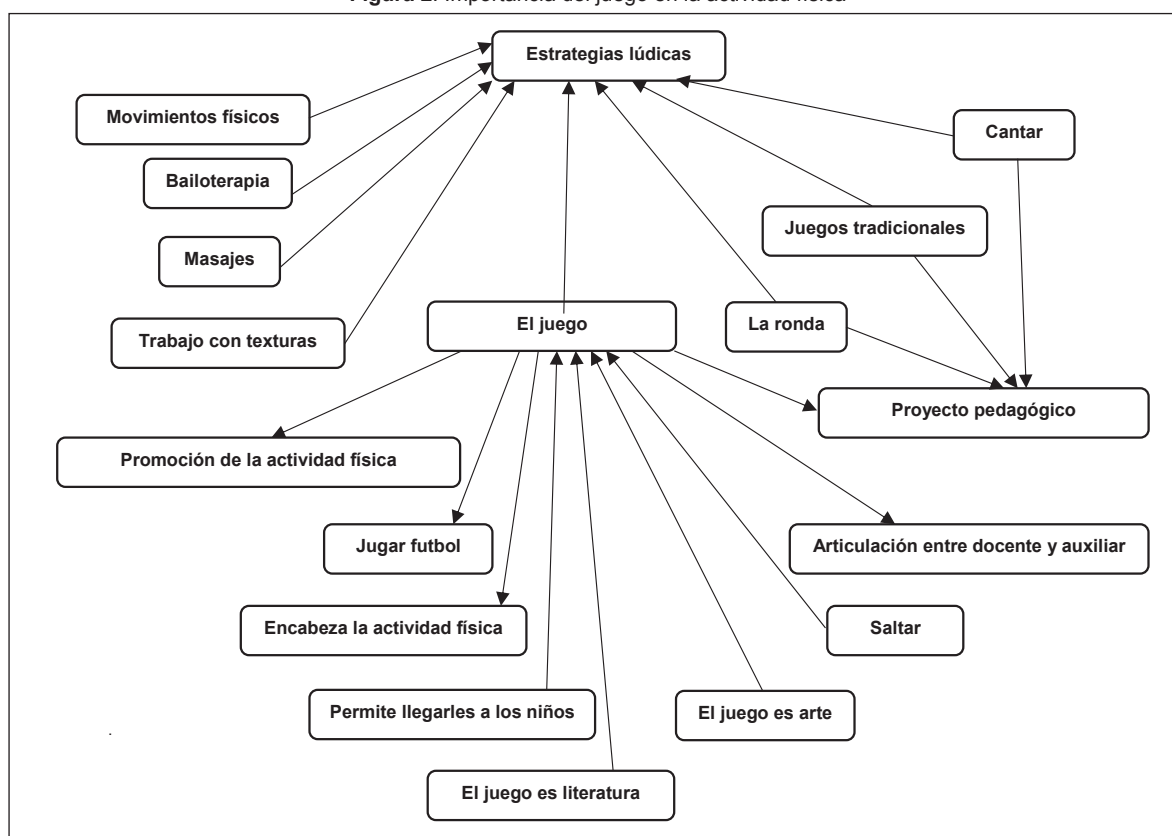 Figura 2. Importancia del juego en la actividad física
Estrategias lúdicas
Movimientos físicos
Cantar
Bailoterapia
Juegos tradicionales
Masajes
El juego
La ronda
Trabajo con texturas
Proyecto pedagógico
Promoción de la actividad física
Jugar futbol
Articulación entre docente y auxiliar
Encabeza la actividad física
Saltar
Permite llegarles a los niños
El juego es arte
El juego es literatura